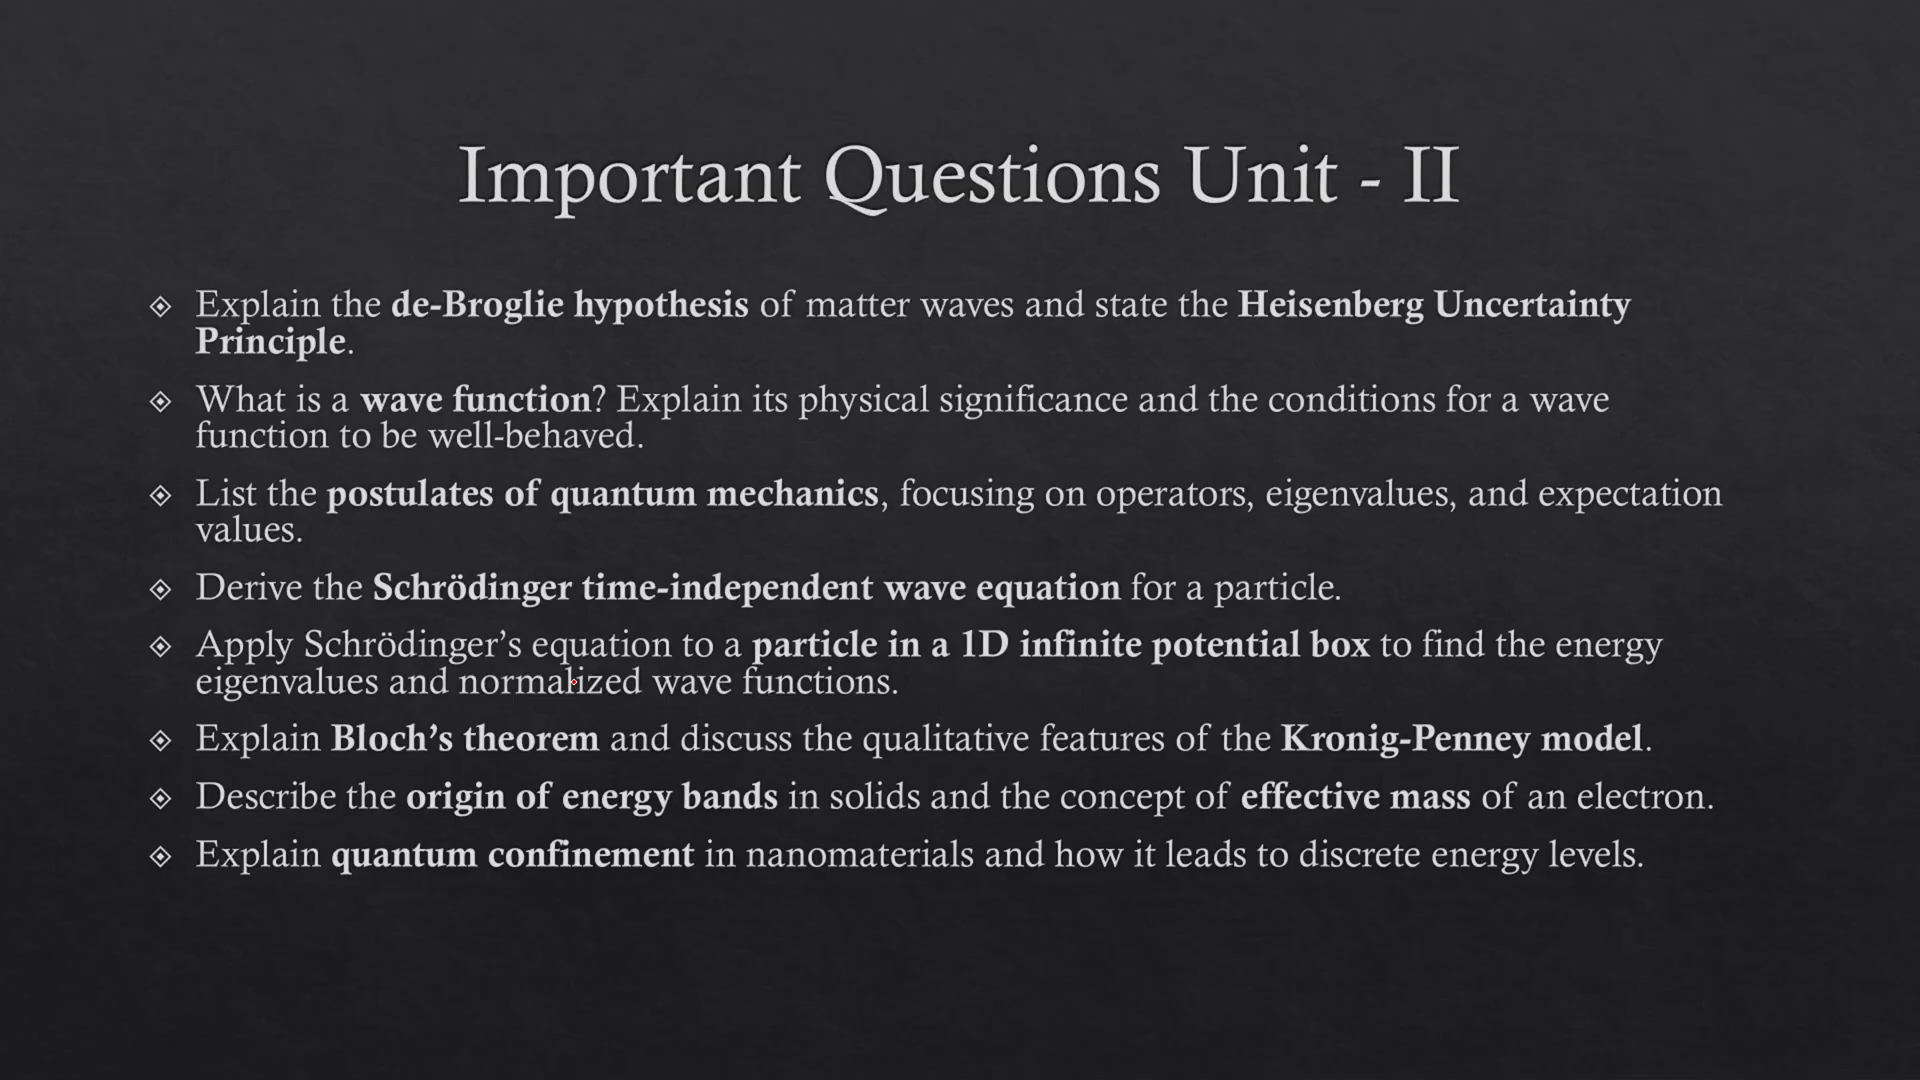 Important Questions Unit - II
Explain the de-Broglie hypothesis of matter waves and state the Heisenberg Uncertainty
Principle.
What is a wave function? Explain its physical significance and the conditions for a wave
function to be well-behaved.
List the postulates of quantum mechanics, focusing on operators, eigenvalues, and expectation
values.
Derive the Schrödinger time-independent wave equation for a particle.
Apply Schrödinger’s equation to a particle in a 1D infinite potential box to find the energy
eigenvalues and normalized wave functions.
Explain Bloch’s theorem and discuss the qualitative features of the Kronig-Penney model.
Describe the origin of energy bands in solids and the concept of effective mass of an electron.
Explain quantum confinement in nanomaterials and how it leads to discrete energy levels.